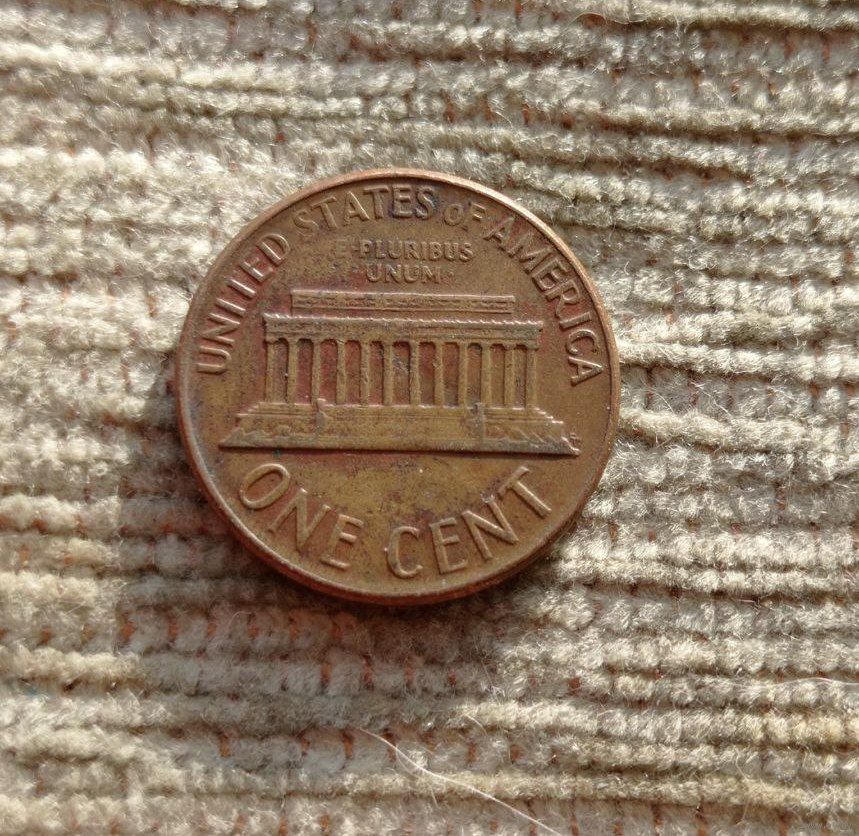 UNITED STATES OF AMERICA
E·PLURIBUS
UNUM
ONE CENT